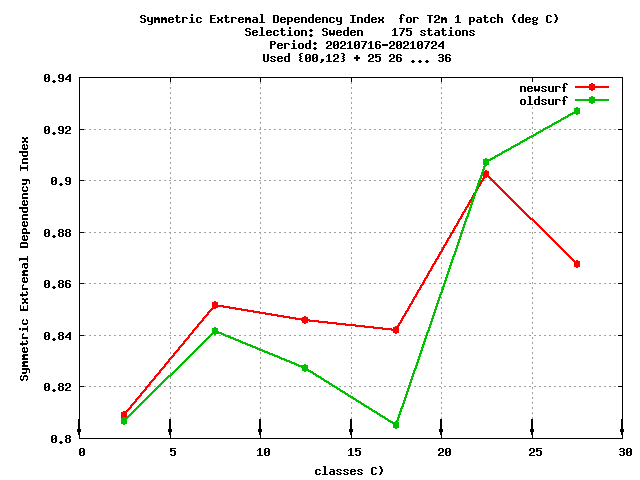 Symmetric Extremal Dependency Index  for T2m 1 patch (deg C)
Selection: Sweden    175 stations
Period: 20210716-20210724
Used {00,12} + 25 26 ... 36
newsurf
oldsurf
Symmetric Extremal Dependency Index
0.94
0.92
0.9
0.88
0.86
0.84
0.82
0.8
0 5 10 15 20 25 30
classes C)